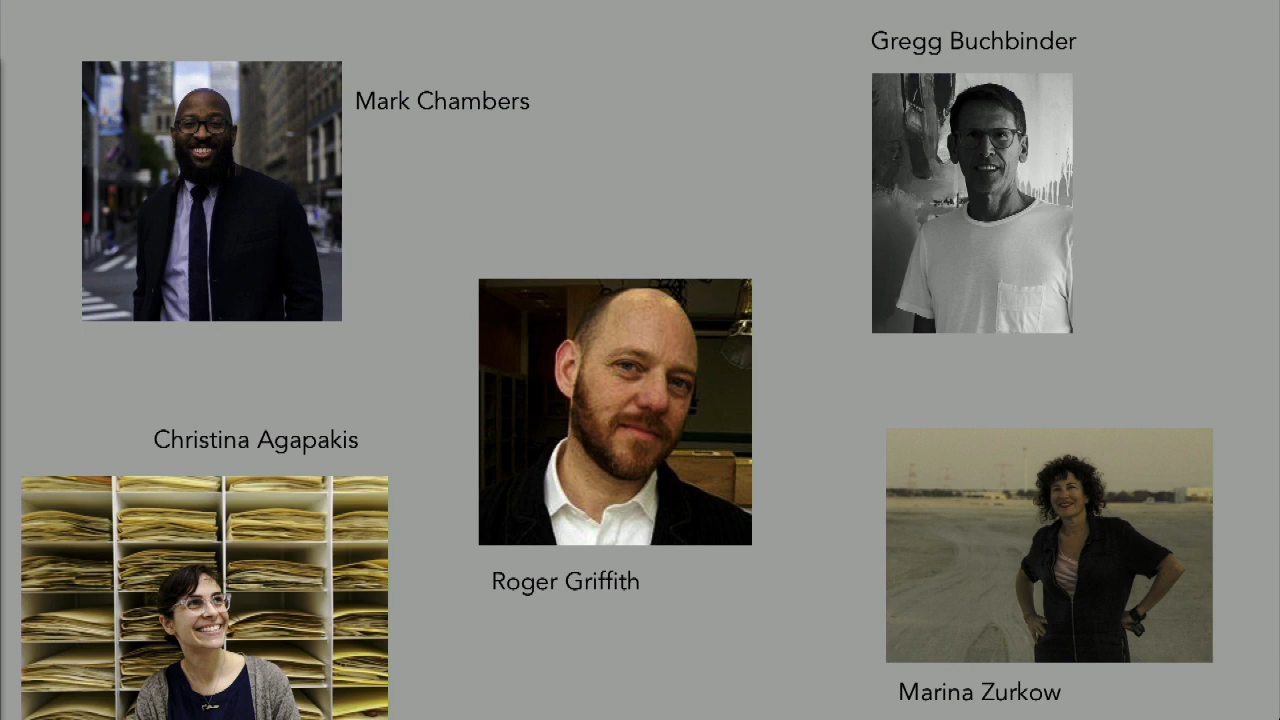 Gregg Buchbinder
Mark Chambers
Christina Agapakis
Roger Griffith
Marina Zurkow